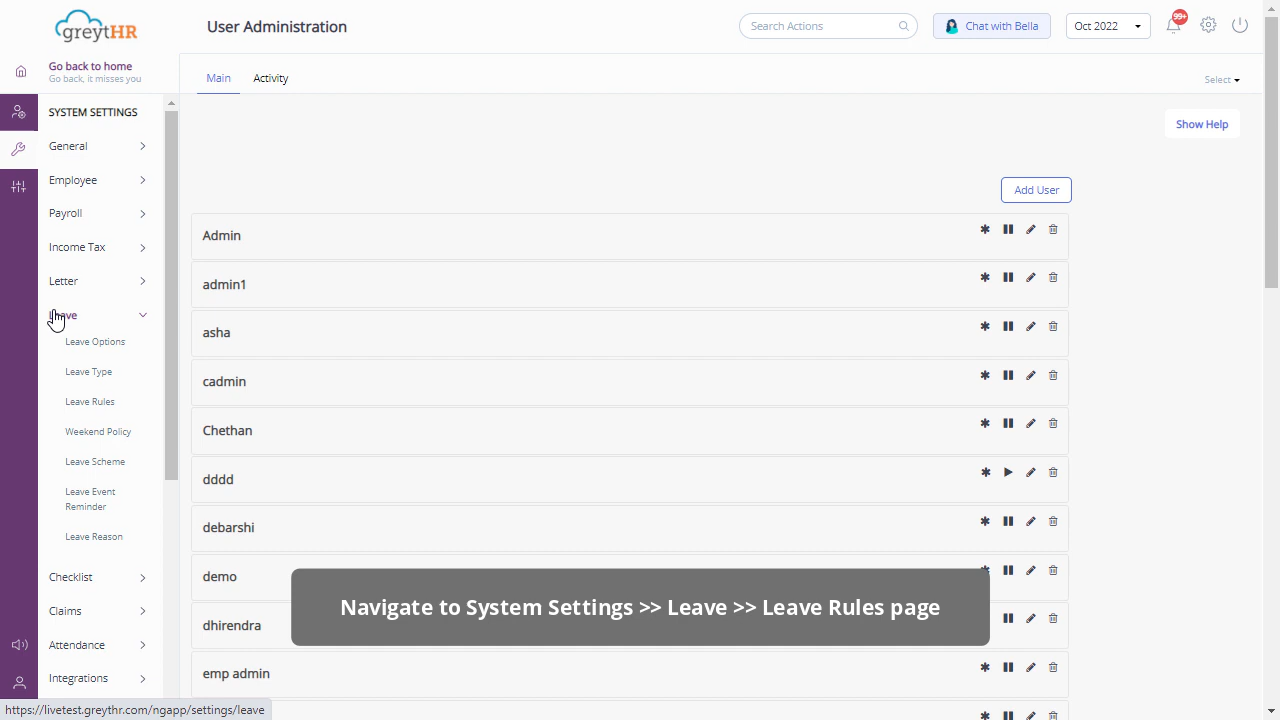 greytHR
User Administration
Search Actions
Chat with Bella
Oct 2022
99+
Go back to home
Go back, it misses you
Main
Activity
Select
SYSTEM SETTINGS
General
Employee
Payroll
Income Tax
Letter
Leave
Leave Options
Leave Type
Leave Rules
Weekend Policy
Leave Scheme
Leave Event
Reminder
Leave Reason
Checklist
Claims
Attendance
Integrations
Show Help
Add User
Admin
admin1
asha
cadmin
Chethan
dddd
debarshi
demo
dhirendra
emp admin
Navigate to System Settings >> Leave >> Leave Rules page
https://livetest.greythr.com/ngapp/settings/leave